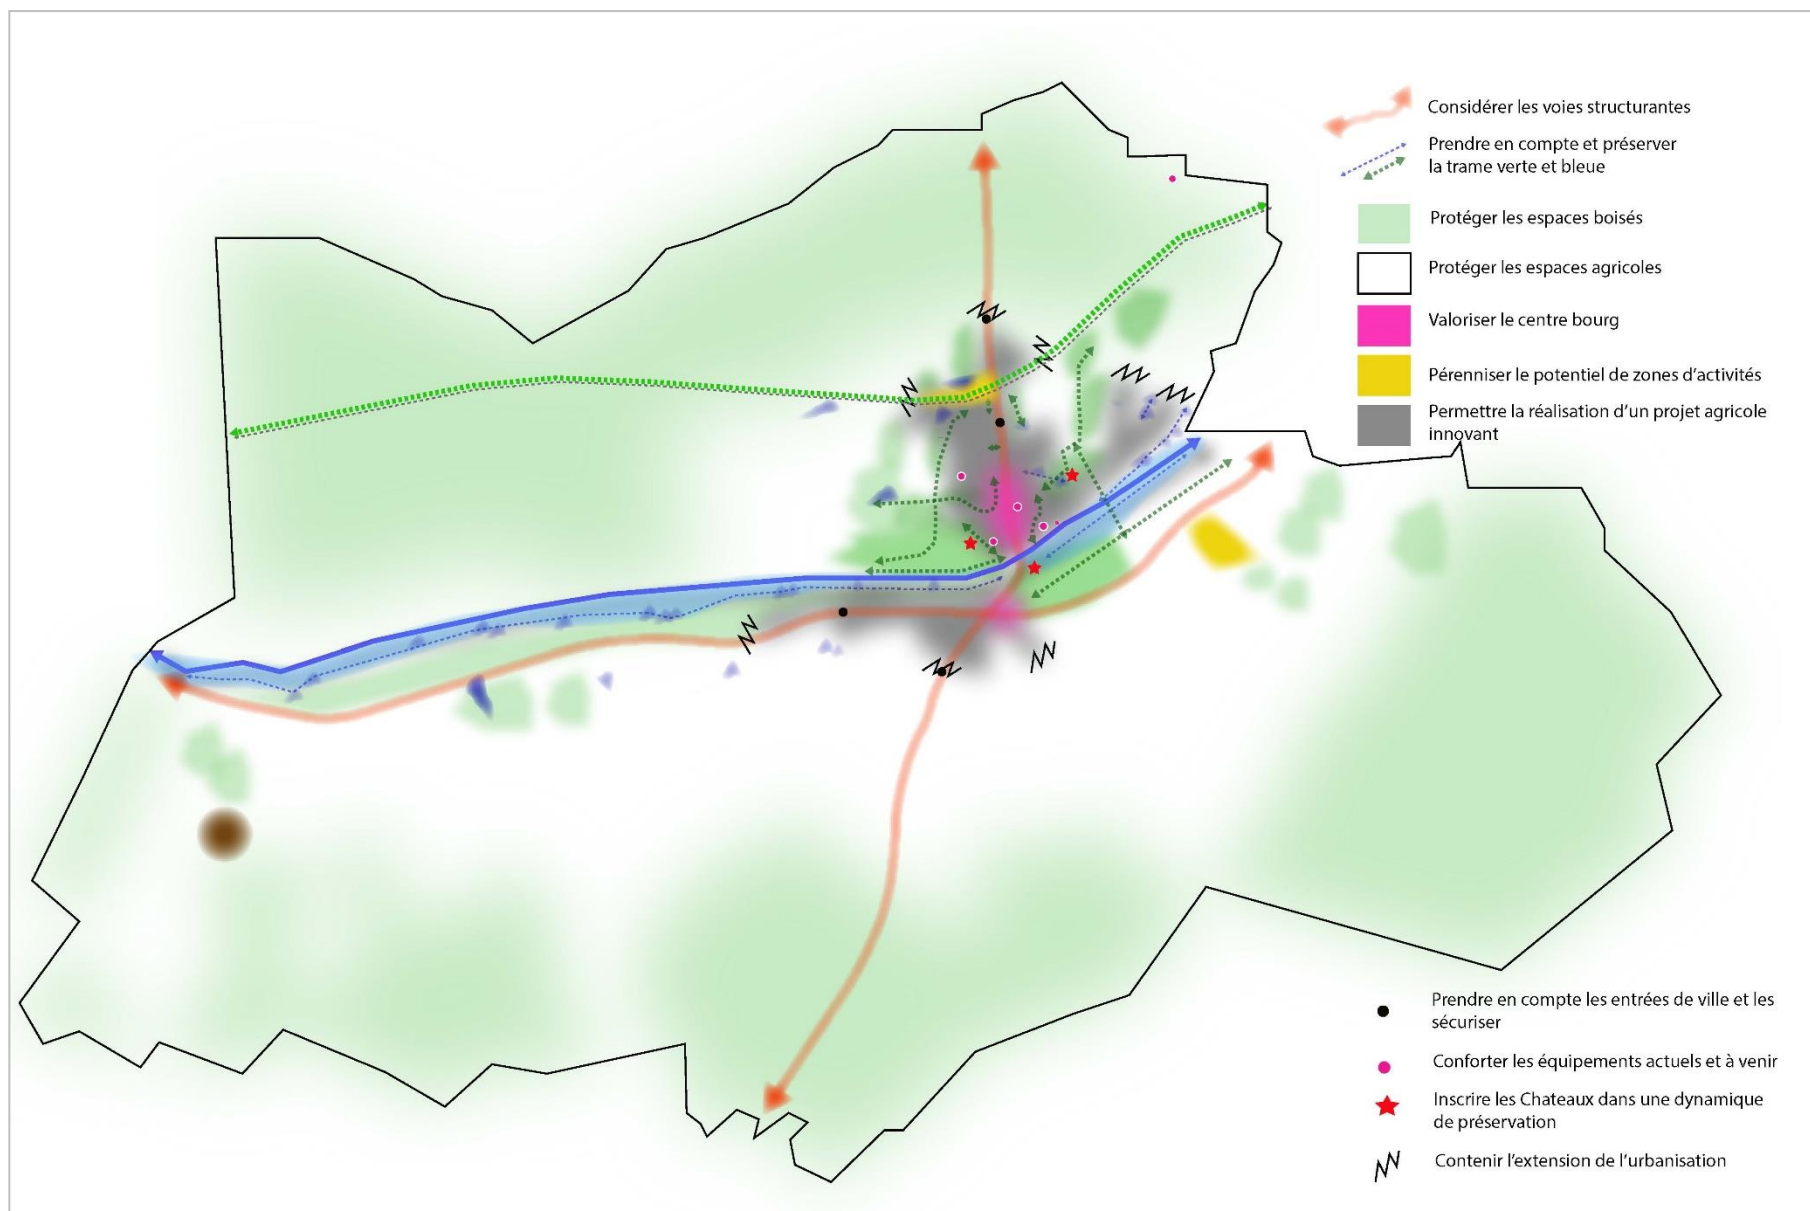 Considérer les voies structurantes
Prendre en compte et préserver
la trame verte et bleue
Protéger les espaces boisés
Protéger les espaces agricoles
Valoriser le centre bourg
Pérenniser le potentiel de zones d'activités
Permettre la réalisation d'un projet agricole
innovant
Prendre en compte les entrées de ville et les
sécuriser
Conforter les équipements actuels et à venir
Inscrire les Chateaux dans une dynamique
de préservation
Contenir l'extension de l'urbanisation